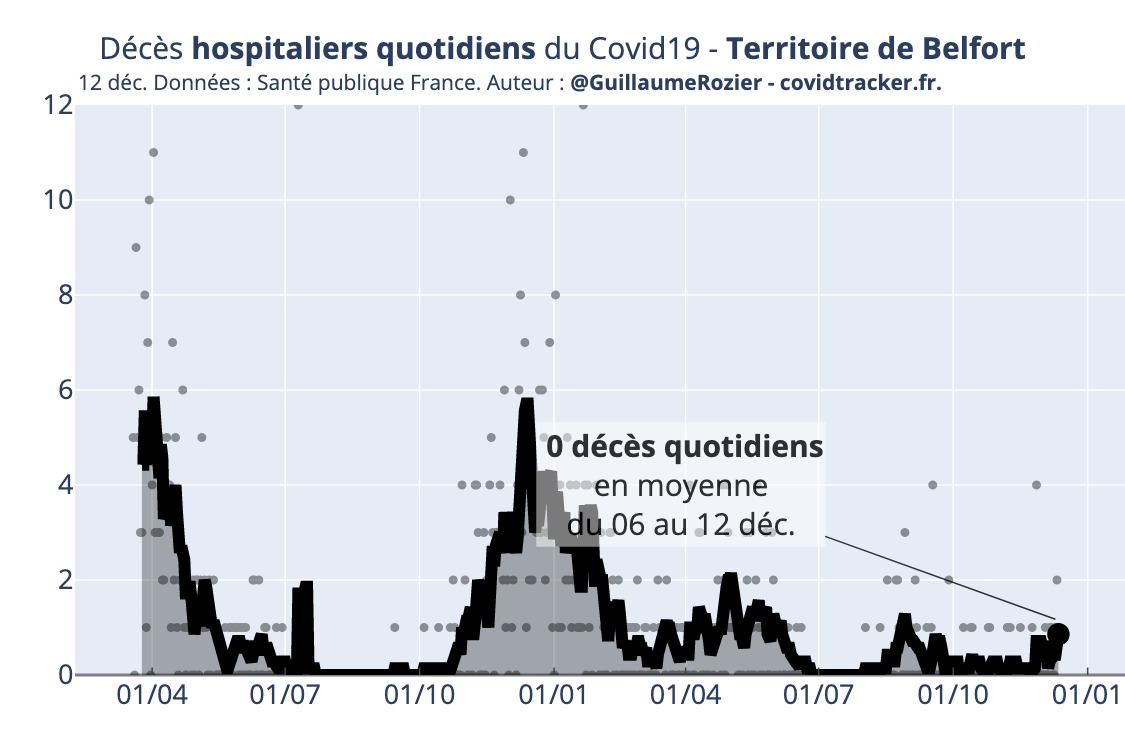 Décès hospitaliers quotidiens du Covid19 - Territoire de Belfort
12 déc. Données : Santé publique France. Auteur : @GuillaumeRozier - covidtracker.fr.
12
10
8
6
4
2
0
0 décès quotidiens
en moyenne
du 06 au 12 déc.
01/04 01/07 01/10 01/01 01/04 01/07 01/10 01/01